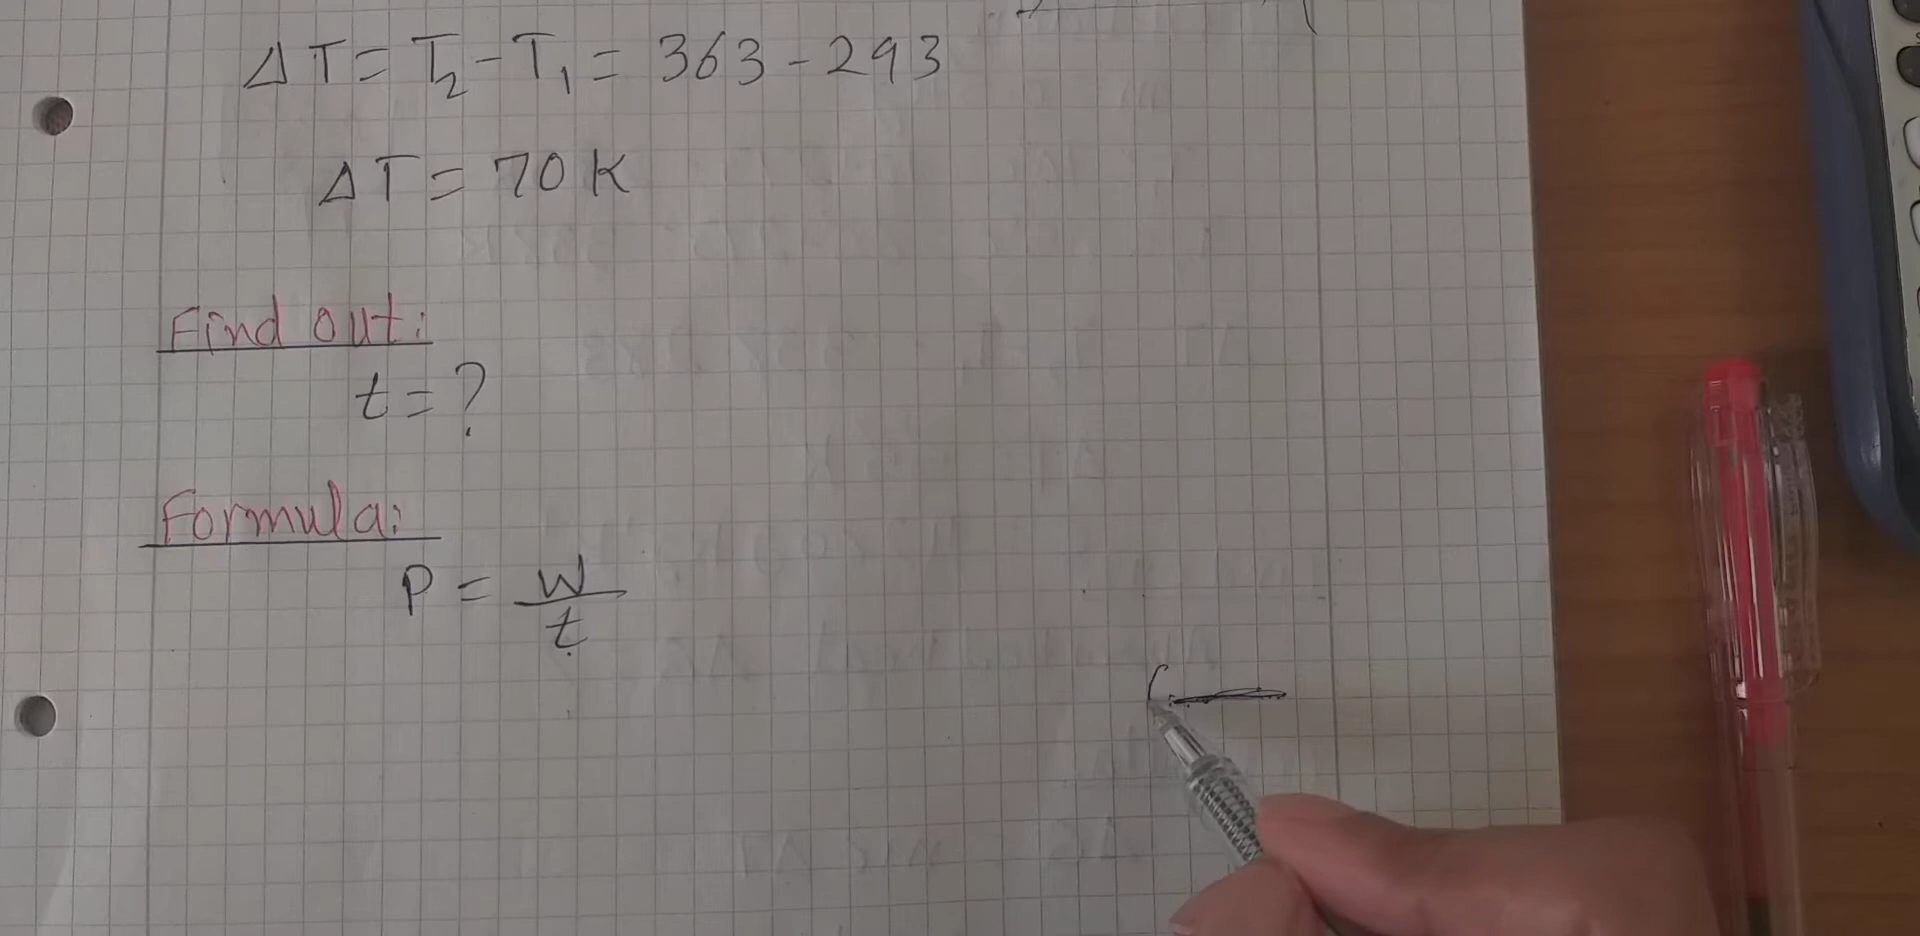 ΔT = T₂ - T₁ = 363 - 293
ΔT = 70 K
Find out:
t = ?
Formula:
P = W/t